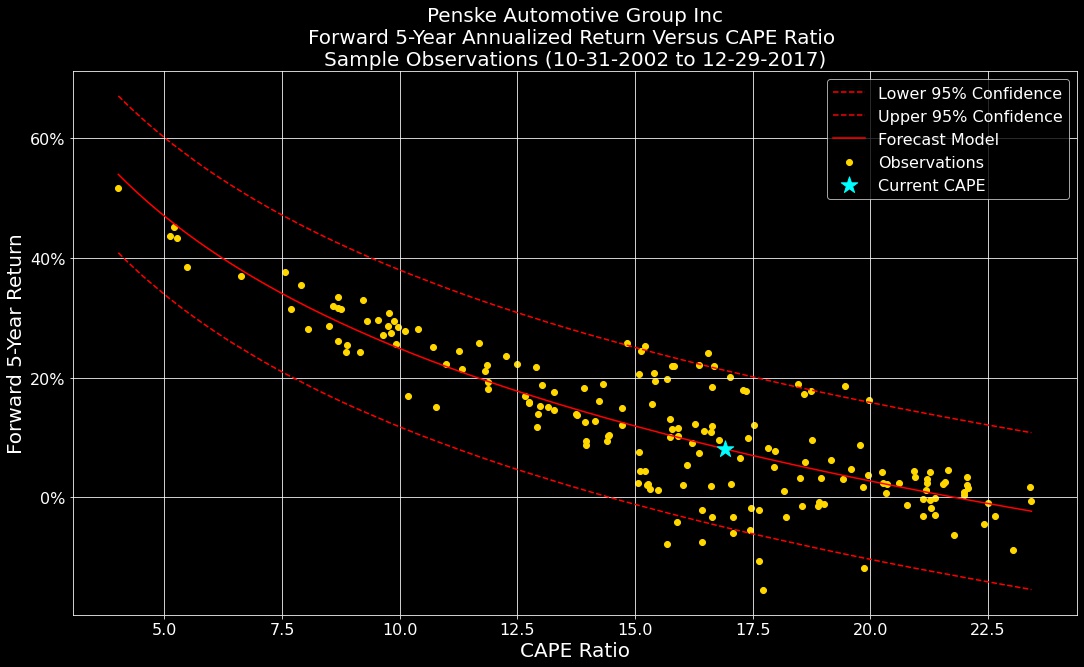 Penske Automotive Group Inc
Forward 5-Year Annualized Return Versus CAPE Ratio
Sample Observations (10-31-2002 to 12-29-2017)
Lower 95% Confidence
Upper 95% Confidence
Forecast Model
Observations
Current CAPE
Forward 5-Year Return
60%
40%
20%
0%
5.0 7.5 10.0 12.5 15.0 17.5 20.0 22.5
CAPE Ratio